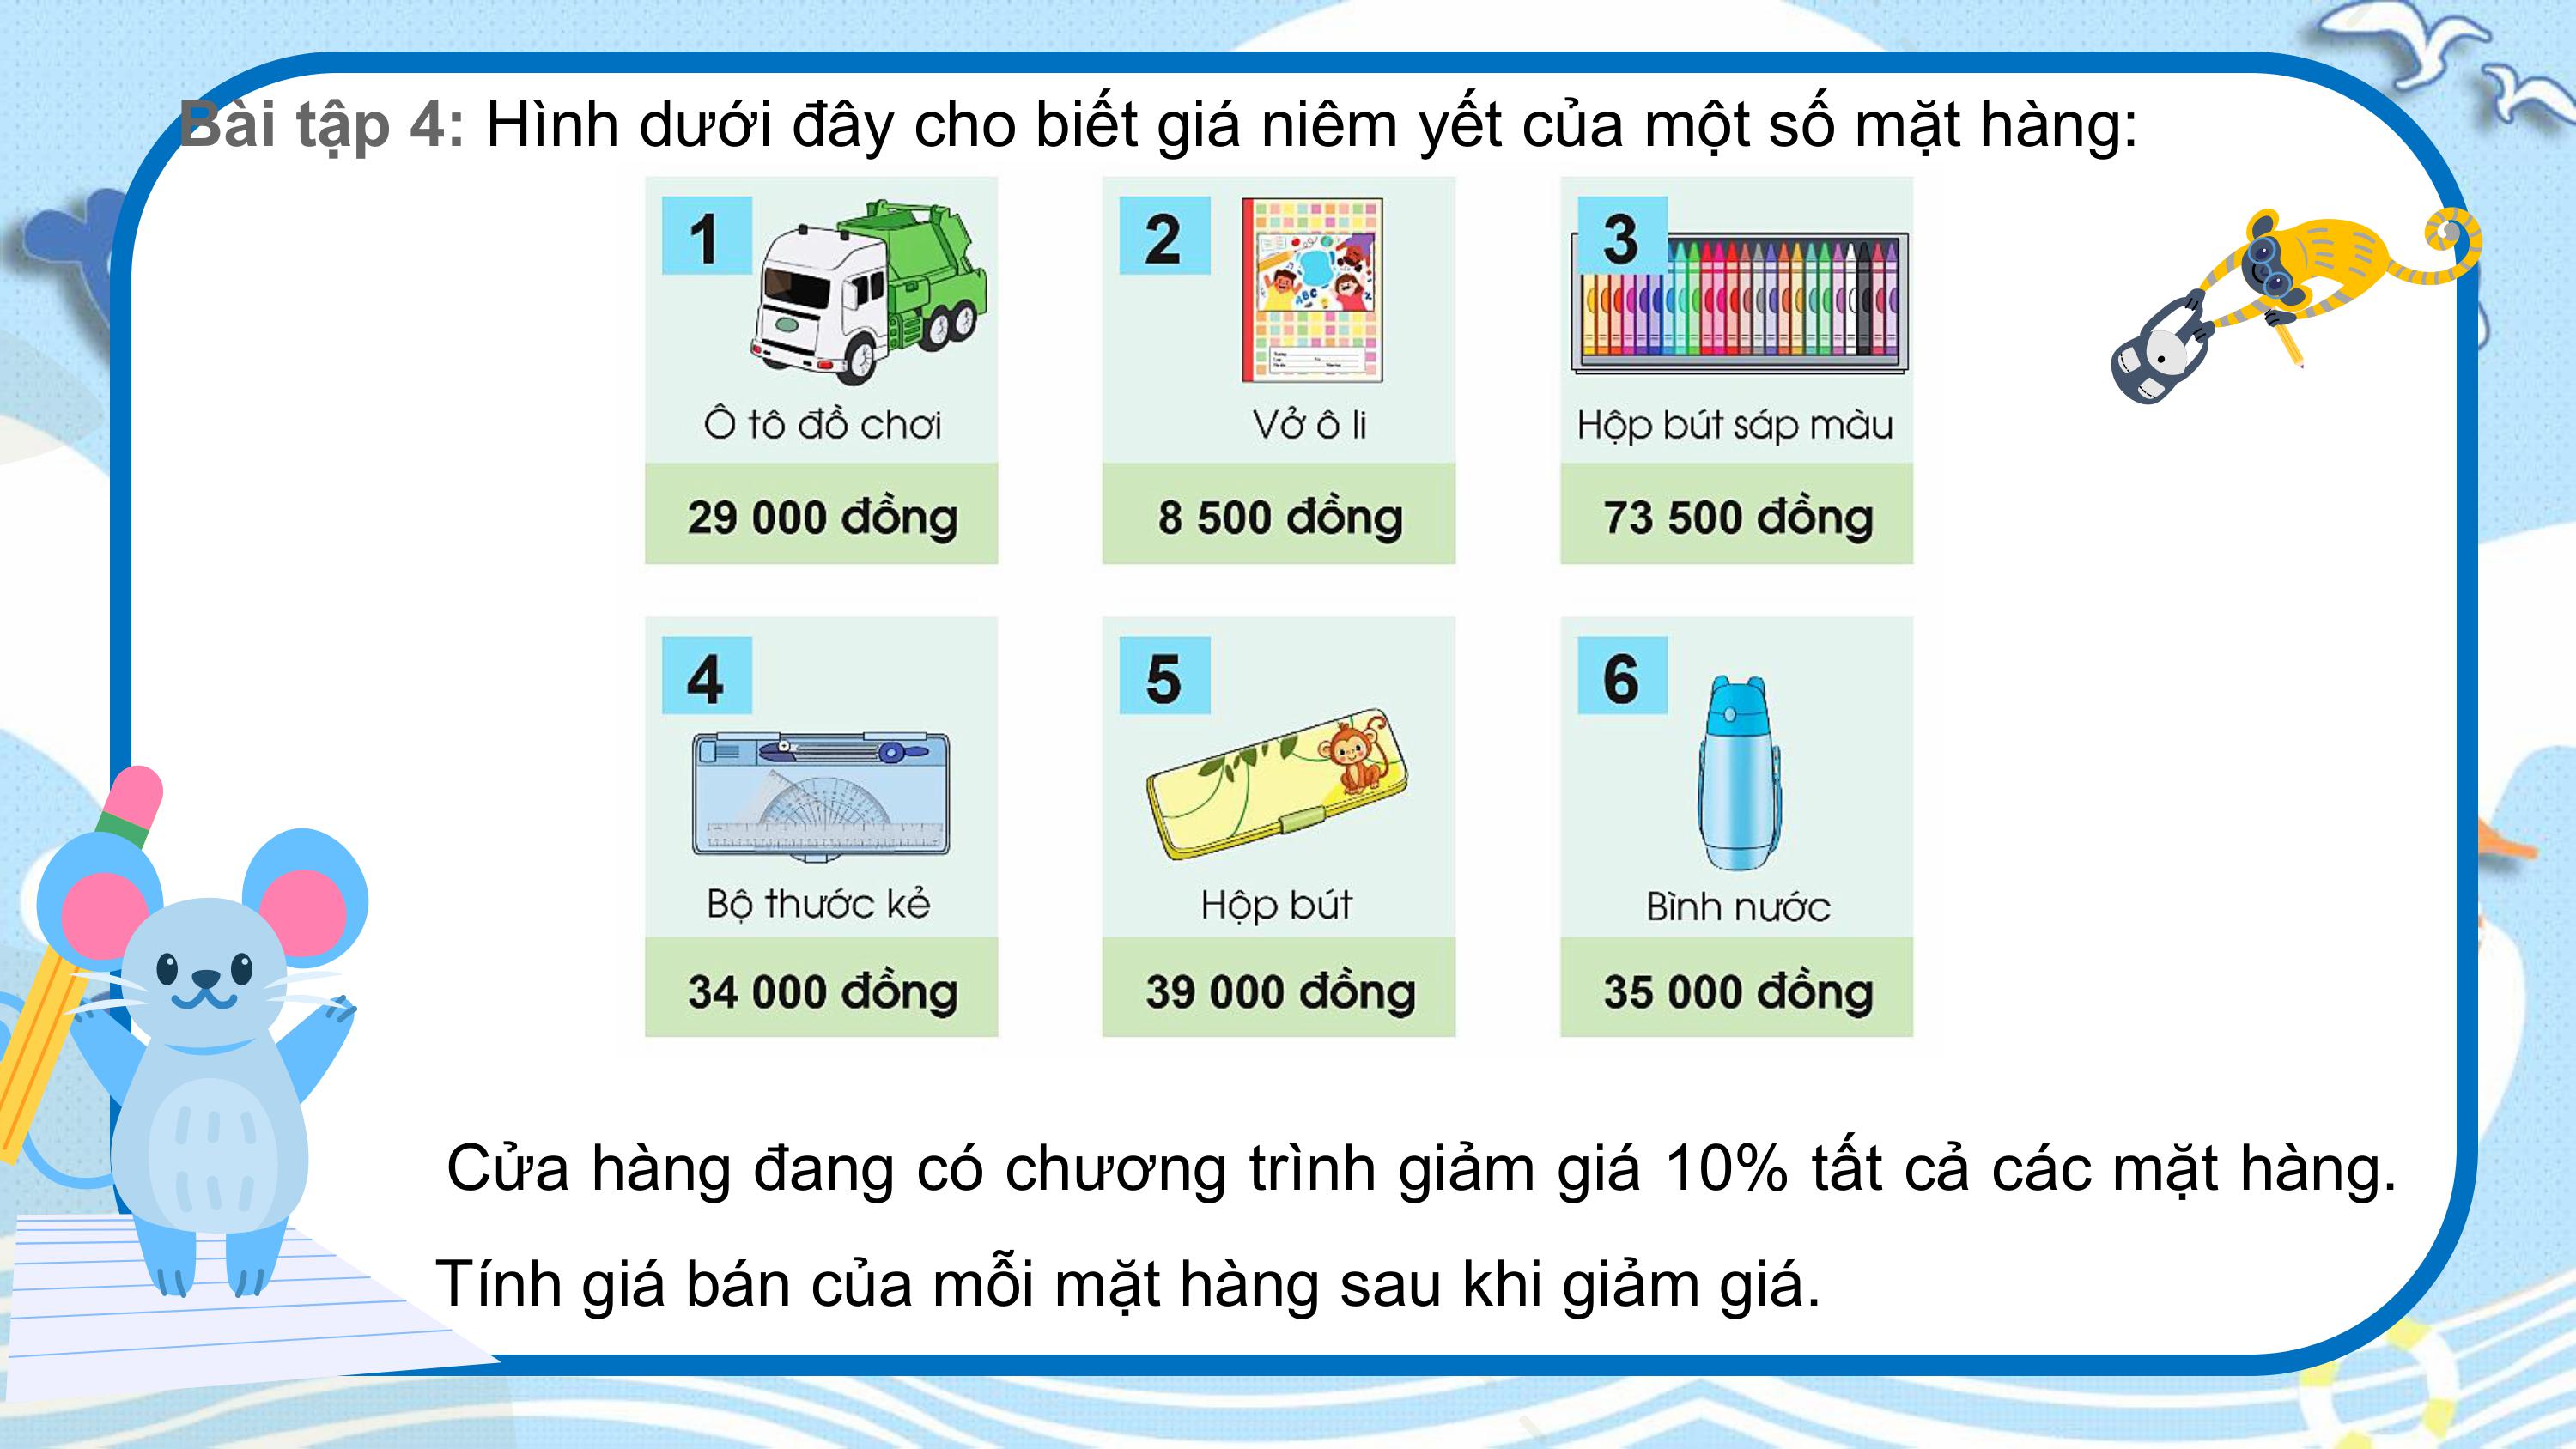 Bài tập 4: Hình dưới đây cho biết giá niêm yết của một số mặt hàng:
1
Ô tô đồ chơi
29 000 đồng
2
ABC
Vở ô li
8 500 đồng
3
Hộp bút sáp màu
73 500 đồng
4
Bộ thước kẻ
34 000 đồng
5
Hộp bút
39 000 đồng
6
Bình nước
35 000 đồng
Cửa hàng đang có chương trình giảm giá 10% tất cả các mặt hàng.
Tính giá bán của mỗi mặt hàng sau khi giảm giá.